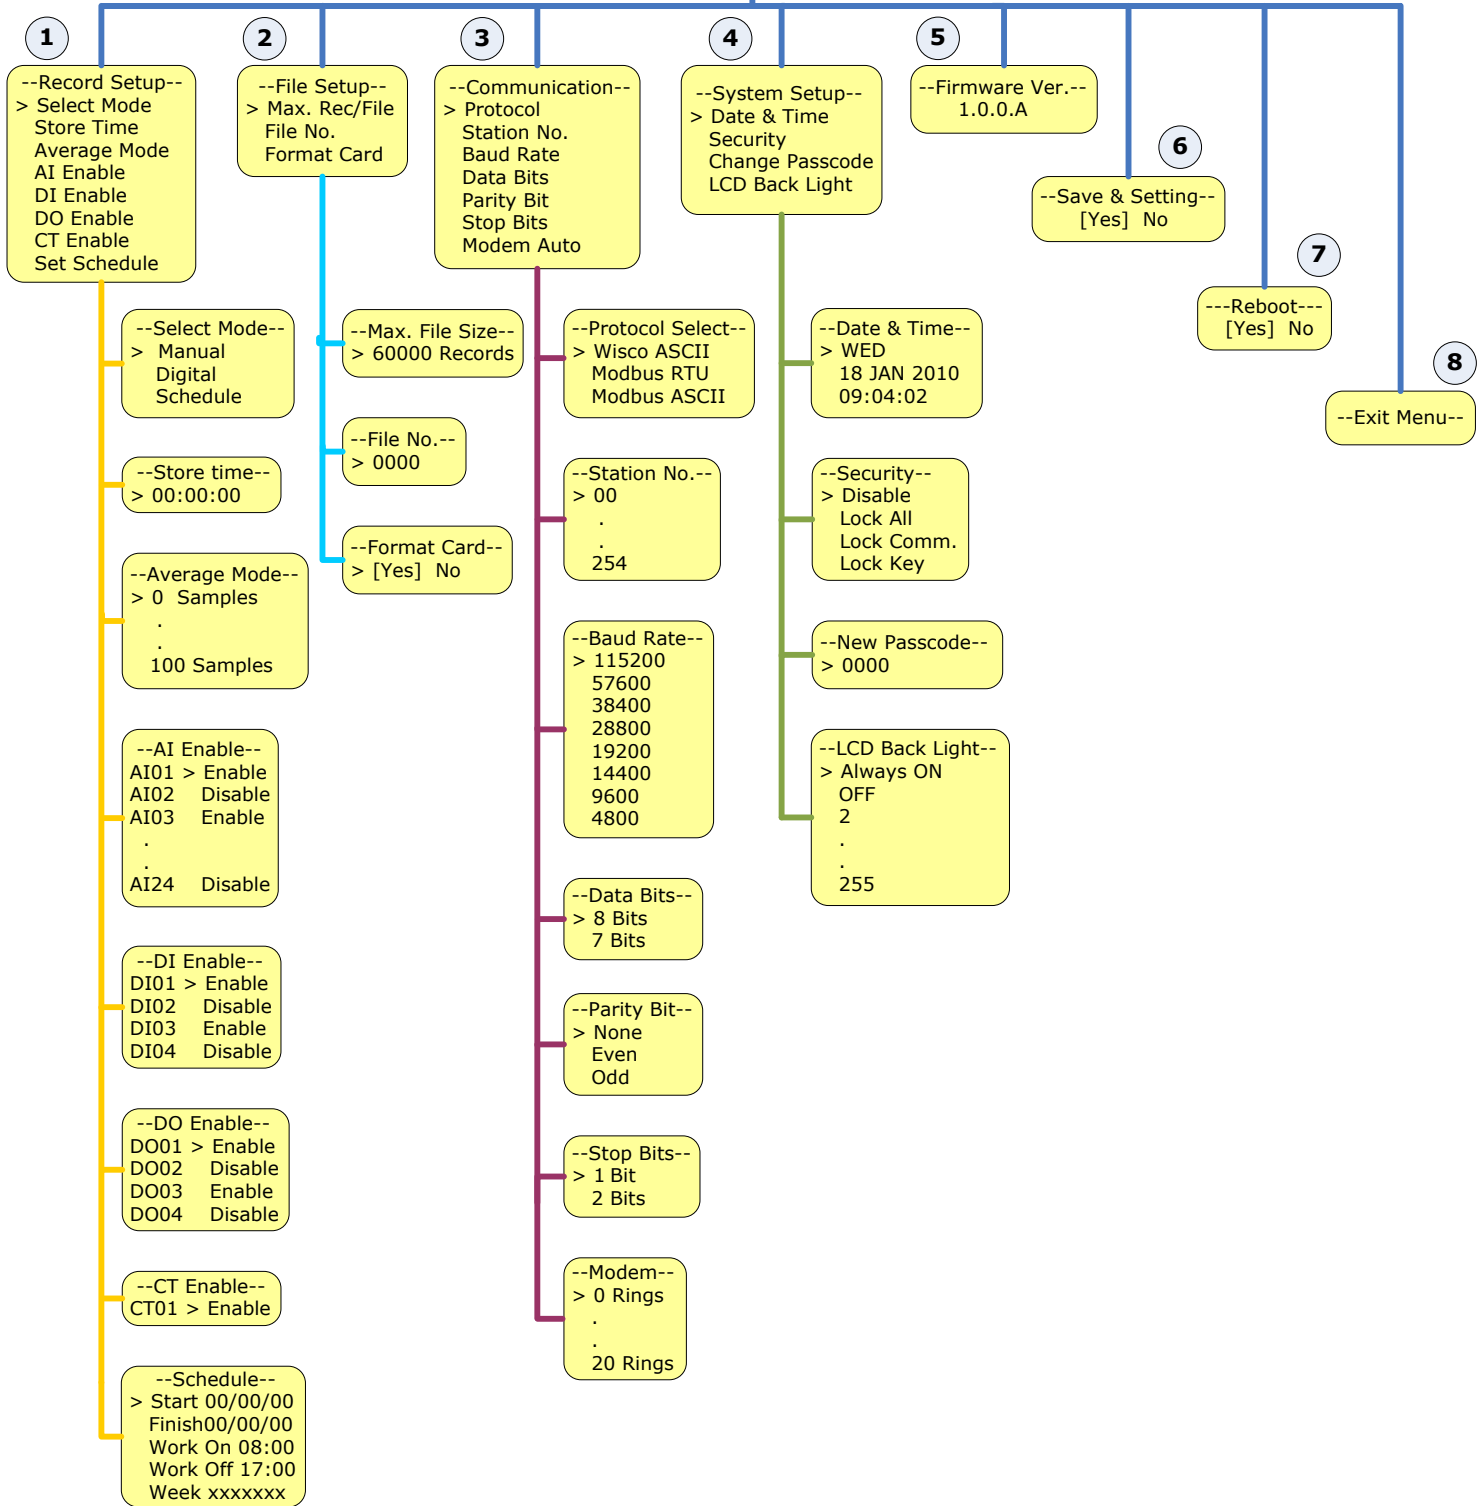 1
--Record Setup--
> Select Mode
Store Time
Average Mode
AI Enable
DI Enable
DO Enable
CT Enable
Set Schedule
--Select Mode--
> Manual
Digital
Schedule
--Store time--
> 00:00:00
--Average Mode--
> 0 Samples
.
.
100 Samples
--AI Enable--
AI01 > Enable
AI02 Disable
AI03 Enable
.
.
AI24 Disable
--DI Enable--
DI01 > Enable
DI02 Disable
DI03 Enable
DI04 Disable
--DO Enable--
DO01 > Enable
DO02 Disable
DO03 Enable
DO04 Disable
--CT Enable--
CT01 > Enable
--Schedule--
> Start 00/00/00
Finish00/00/00
Work On 08:00
Work Off 17:00
Week xxxxxxx
2
--File Setup--
> Max. Rec/File
File No.
Format Card
--Max. File Size--
> 60000 Records
--File No.--
> 0000
--Format Card--
> [Yes] No
3
--Communication--
> Protocol
Station No.
Baud Rate
Data Bits
Parity Bit
Stop Bits
Modem Auto
--Protocol Select--
> Wisco ASCII
Modbus RTU
Modbus ASCII
--Station No.--
> 00
.
.
254
--Baud Rate--
> 115200
57600
38400
28800
19200
14400
9600
4800
--Data Bits--
> 8 Bits
7 Bits
--Parity Bit--
> None
Even
Odd
--Stop Bits--
> 1 Bit
2 Bits
--Modem--
> 0 Rings
.
.
20 Rings
4
--System Setup--
> Date & Time
Security
Change Passcode
LCD Back Light
--Date & Time--
> WED
18 JAN 2010
09:04:02
--Security--
> Disable
Lock All
Lock Comm.
Lock Key
--New Passcode--
> 0000
--LCD Back Light--
> Always ON
OFF
2
.
.
255
5
--Firmware Ver.--
1.0.0.A
6
--Save & Setting--
[Yes] No
7
---Reboot---
[Yes] No
8
--Exit Menu--